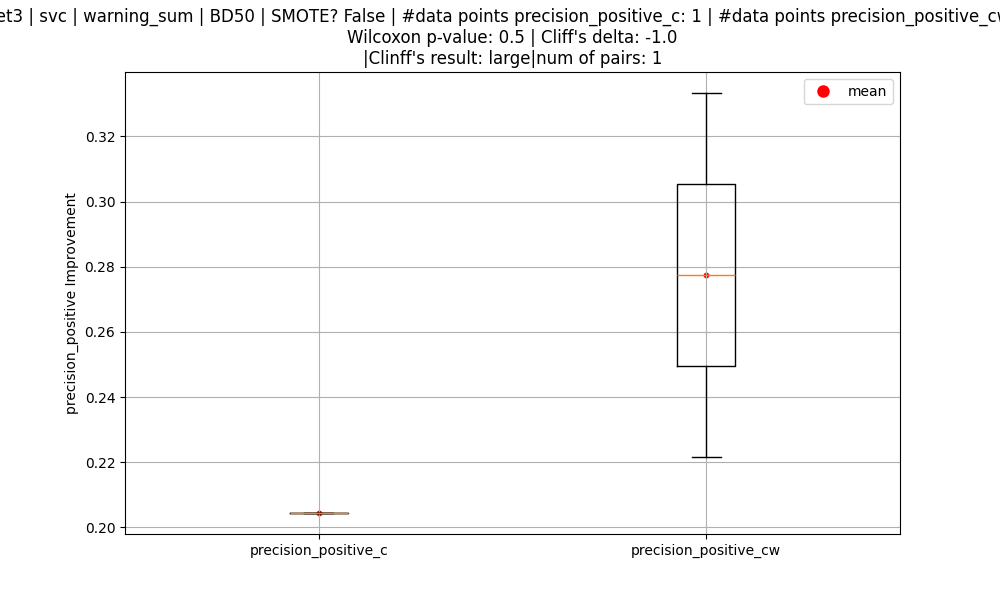 et3 | svc | warning_sum | BD50 | SMOTE? False | #data points precision_positive_c: 1 | #data points precision_positive_cw
Wilcoxon p-value: 0.5 | Cliff's delta: -1.0
|Clinff's result: large|num of pairs: 1
mean
precision_positive Improvement
0.32
0.30
0.28
0.26
0.24
0.22
0.20
precision_positive_c
precision_positive_cw